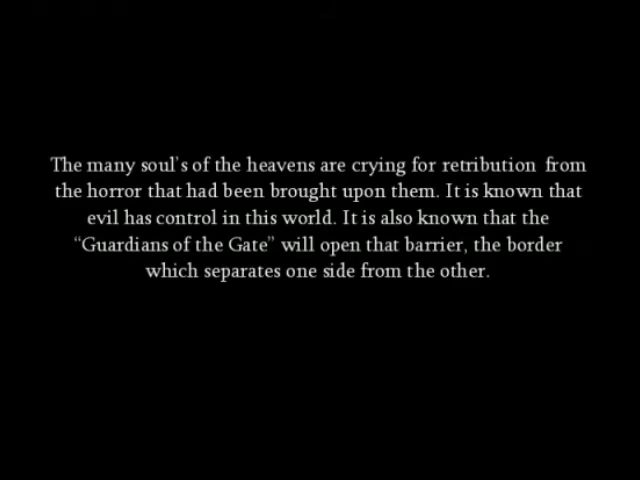 The many soul's of the heavens are crying for retribution from
the horror that had been brought upon them. It is known that
evil has control in this world. It is also known that the
“Guardians of the Gate” will open that barrier, the border
which separates one side from the other.